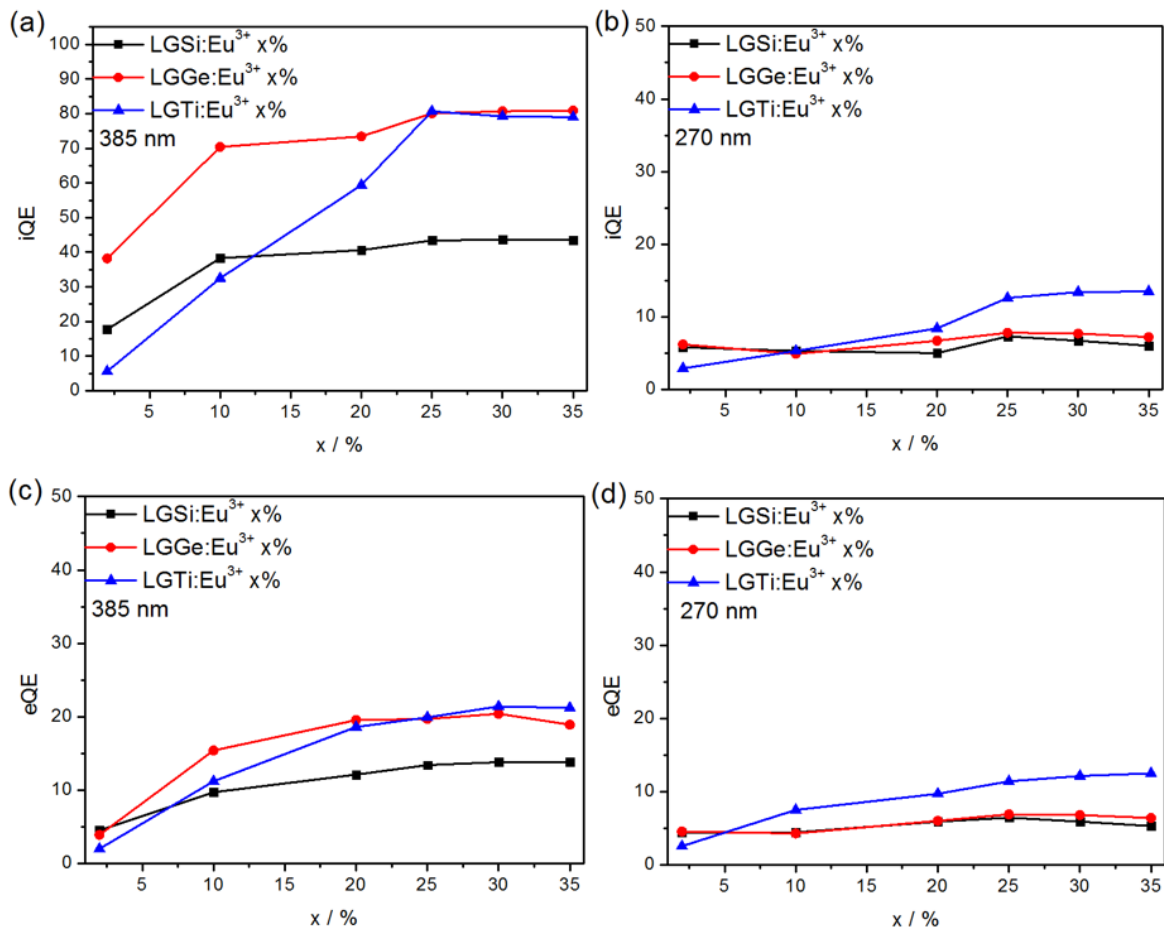 (a)
100
90
80
70
60
50
40
30
20
10
0
iQE
LGSi:Eu³⁺ x%
LGGe:Eu³⁺ x%
LGTi:Eu³⁺ x%
385 nm
5 10 15 20 25 30 35
x / %
(b)
50
40
30
20
10
0
iQE
LGSi:Eu³⁺ x%
LGGe:Eu³⁺ x%
LGTi:Eu³⁺ x%
270 nm
5 10 15 20 25 30 35
x / %
(c)
50
40
30
20
10
0
eQE
LGSi:Eu³⁺ x%
LGGe:Eu³⁺ x%
LGTi:Eu³⁺ x%
385 nm
5 10 15 20 25 30 35
x / %
(d)
50
40
30
20
10
0
eQE
LGSi:Eu³⁺ x%
LGGe:Eu³⁺ x%
LGTi:Eu³⁺ x%
270 nm
5 10 15 20 25 30 35
x / %